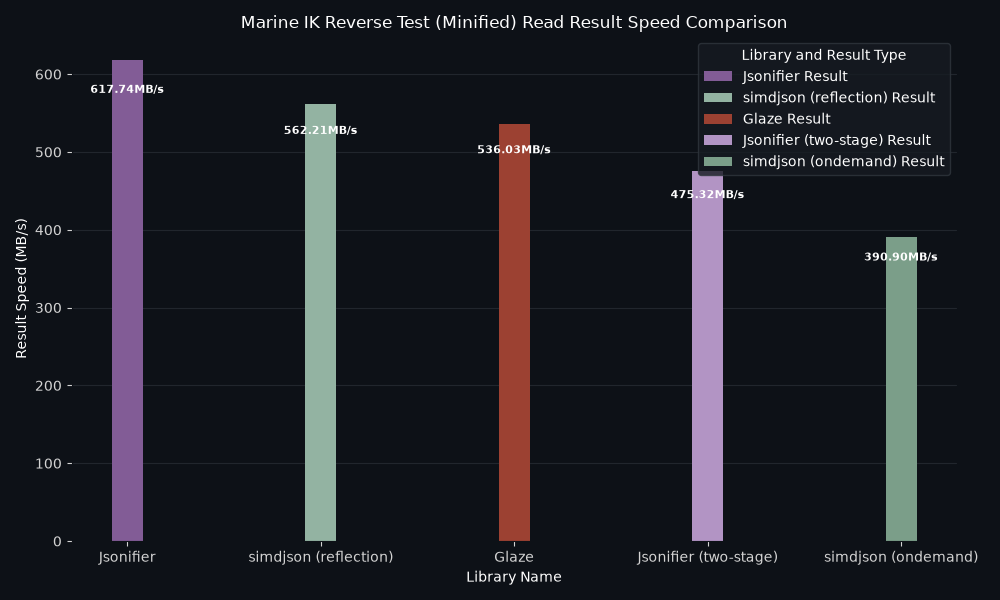 Marine IK Reverse Test (Minified) Read Result Speed Comparison
Library and Result Type
Jsonifier Result
simdjson (reflection) Result
Glaze Result
Jsonifier (two-stage) Result
simdjson (ondemand) Result
617.74MB/s
562.21MB/s
536.03MB/s
475.32MB/s
390.90MB/s
Result Speed (MB/s)
600
500
400
300
200
100
0
Jsonifier
simdjson (reflection)
Glaze
Jsonifier (two-stage)
simdjson (ondemand)
Library Name